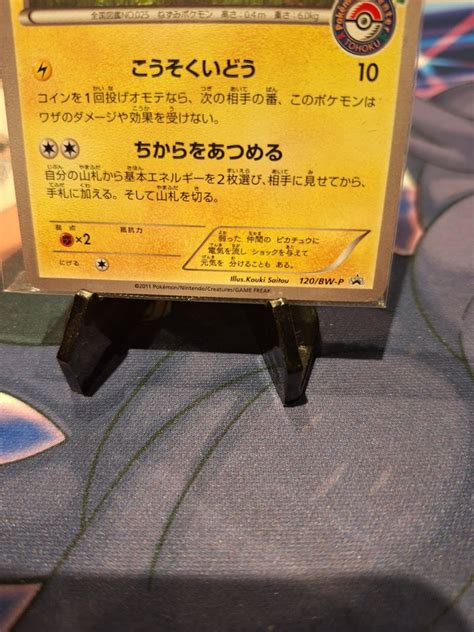 全国図鑑NO.025 ねずみポケモン 高さ:0.4m 重さ:6.0kg
Pokémon Center
TOHOKU
こうそくいどう 10
コインを1回投げオモテなら、次の相手の番、このポケモンは
ワザのダメージや効果を受けない。
ちからをあつめる
自分の山札から基本エネルギーを2枚選び、相手に見せてから、
手札に加える。そして山札を切る。
弱点 抵抗力
×2
にげる
弱った 仲間の ピカチュウに
電気を流し ショックを与えて
元気を 分けることも ある。
Illus.Kouki Saitou 120/BW-P
©2011 Pokémon/Nintendo/Creatures/GAME FREAK